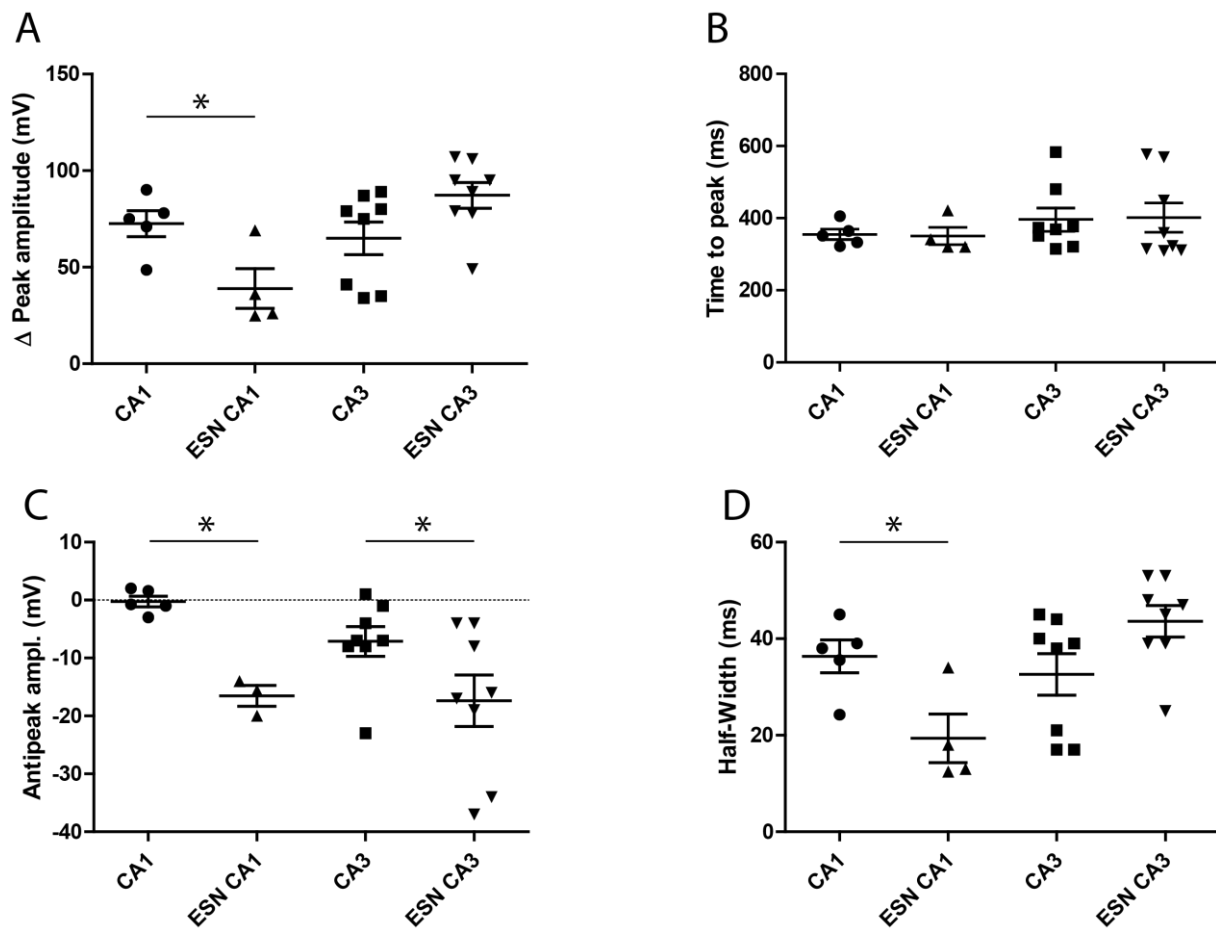 A
Δ Peak amplitude (mV)
150
100
50
0
*
CA1
ESN CA1
CA3
ESN CA3
B
Time to peak (ms)
800
600
400
200
0
CA1
ESN CA1
CA3
ESN CA3
C
Antipeak ampl. (mV)
10
0
-10
-20
-30
-40
*
*
CA1
ESN CA1
CA3
ESN CA3
D
Half-Width (ms)
60
40
20
0
*
CA1
ESN CA1
CA3
ESN CA3